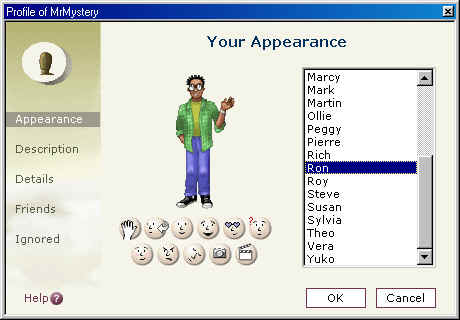 Profile of MrMystery
Your Appearance
Appearance
Description
Details
Friends
Ignored
Help?
Marcy
Mark
Martin
Ollie
Peggy
Pierre
Rich
Ron
Roy
Steve
Susan
Sylvia
Theo
Vera
Yuko
OK
Cancel